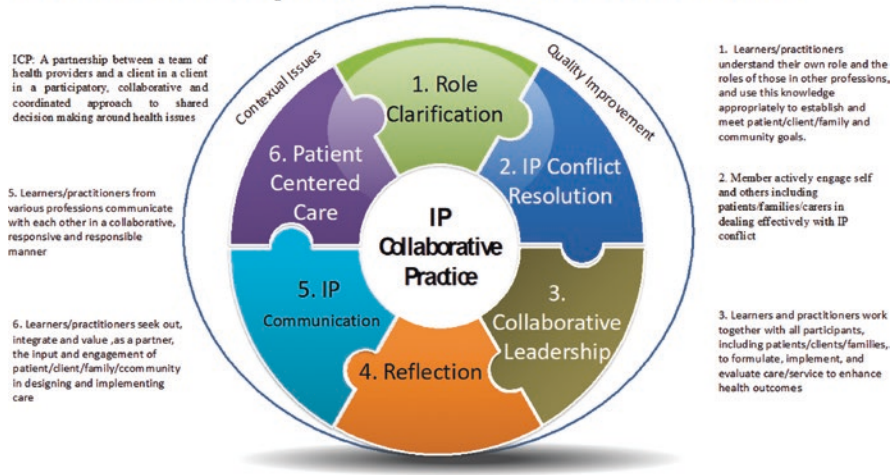 ICP: A partnership between a team of
health providers and a client in a client
in a participatory, collaborative and
coordinated approach to shared
decision making around health issues
5. Learners/practitioners from
various professions communicate
with each other in a collaborative,
responsive and responsible
manner
6. Learners/practitioners seek out,
integrate and value ,as a partner,
the input and engagement of
patient/client/family/ccommunity
in designing and implementing
care
Contexual Issues
Quality Improvement
1. Role
Clarification
2. IP Conflict
Resolution
3.
Collaborative
Leadership
4. Reflection
5. IP
Communication
6. Patient
Centered
Care
IP
Collaborative
Practice
1. Learners/practitioners
understand their own role and the
roles of those in other professions,
and use this knowledge
appropriately to establish and
meet patient/client/family and
community goals.
2. Member actively engage self
and others including
patients/families/carers in
dealing effectively with IP
conflict
3. Learners and practitioners work
together with all participants,
including patients/clients/families,.
to formulate, implement, and
evaluate care/service to enhance
health outcomes